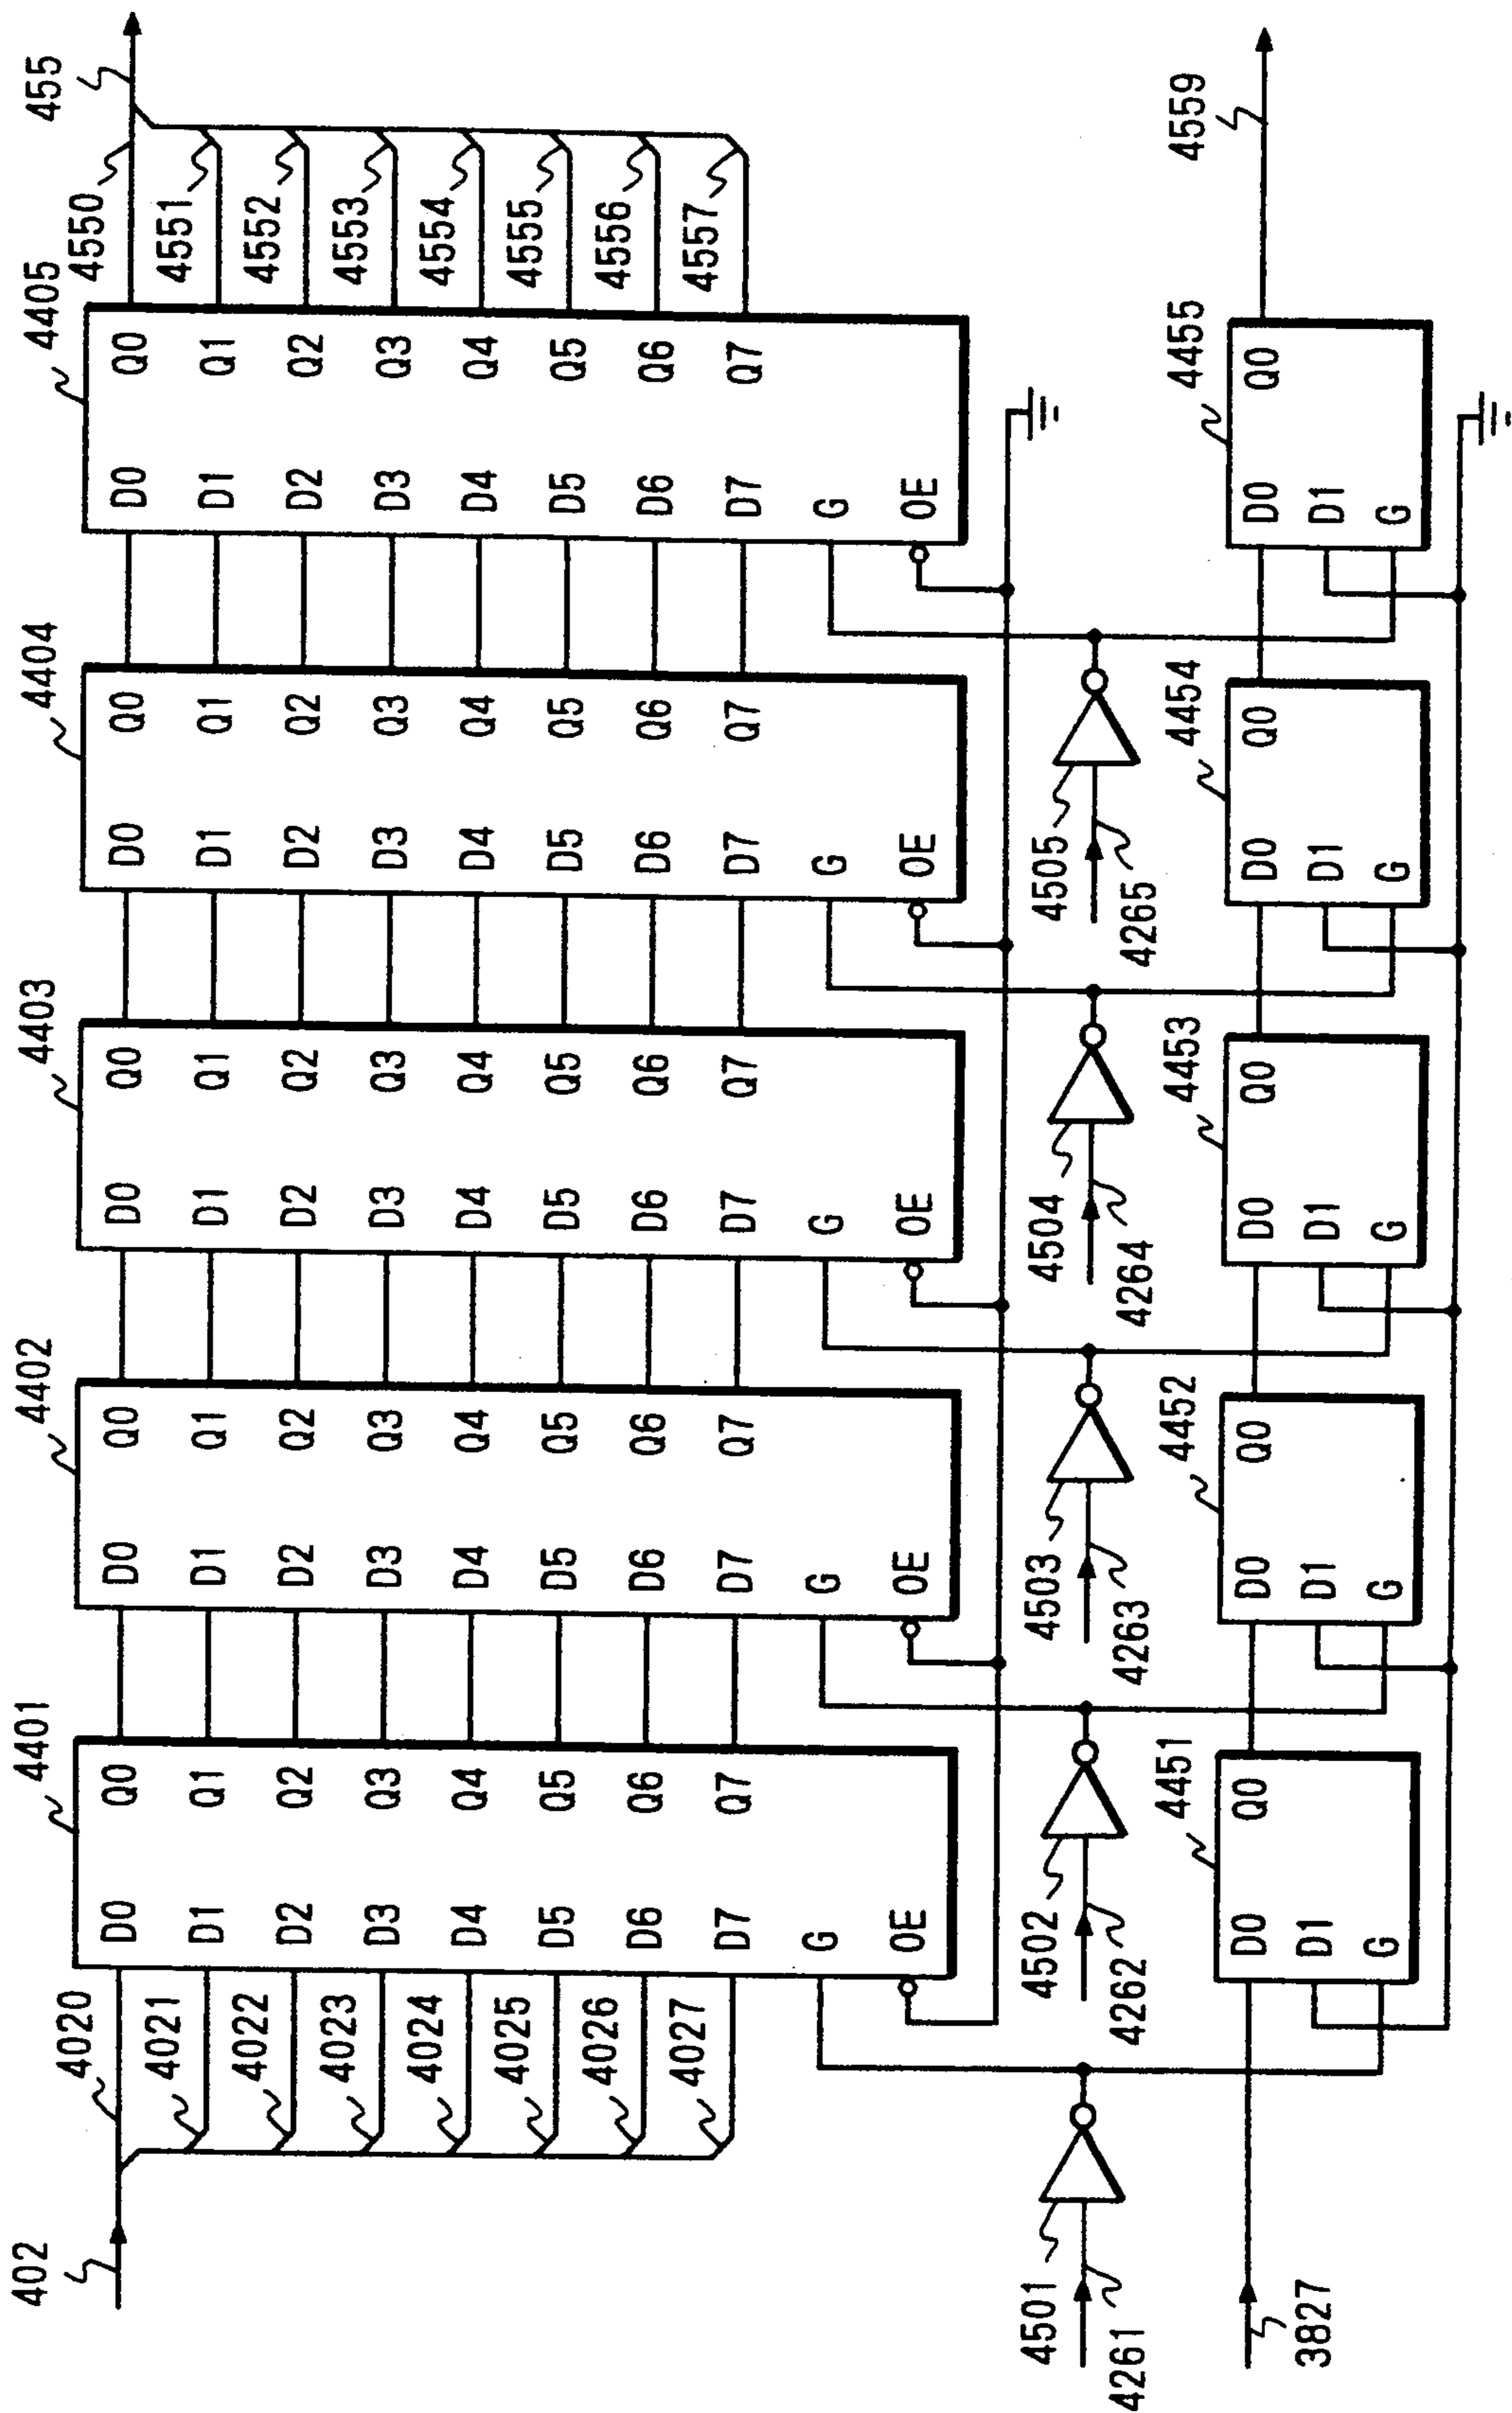 402
4020
4021
4022
4023
4024
4025
4026
4027
4401
D0 Q0
D1 Q1
D2 Q2
D3 Q3
D4 Q4
D5 Q5
D6 Q6
D7 Q7
G
OE
4402
D0 Q0
D1 Q1
D2 Q2
D3 Q3
D4 Q4
D5 Q5
D6 Q6
D7 Q7
G
OE
4403
D0 Q0
D1 Q1
D2 Q2
D3 Q3
D4 Q4
D5 Q5
D6 Q6
D7 Q7
G
OE
4404
D0 Q0
D1 Q1
D2 Q2
D3 Q3
D4 Q4
D5 Q5
D6 Q6
D7 Q7
G
OE
4405
D0 Q0
D1 Q1
D2 Q2
D3 Q3
D4 Q4
D5 Q5
D6 Q6
D7 Q7
G
OE
455
4550
4551
4552
4553
4554
4555
4556
4557
4501
4261
4502
4262
4503
4263
4504
4264
4505
4265
3827
4451
D0 Q0
D1
G
4452
D0 Q0
D1
G
4453
D0 Q0
D1
G
4454
D0 Q0
D1
G
4455
D0 Q0
D1
G
4559